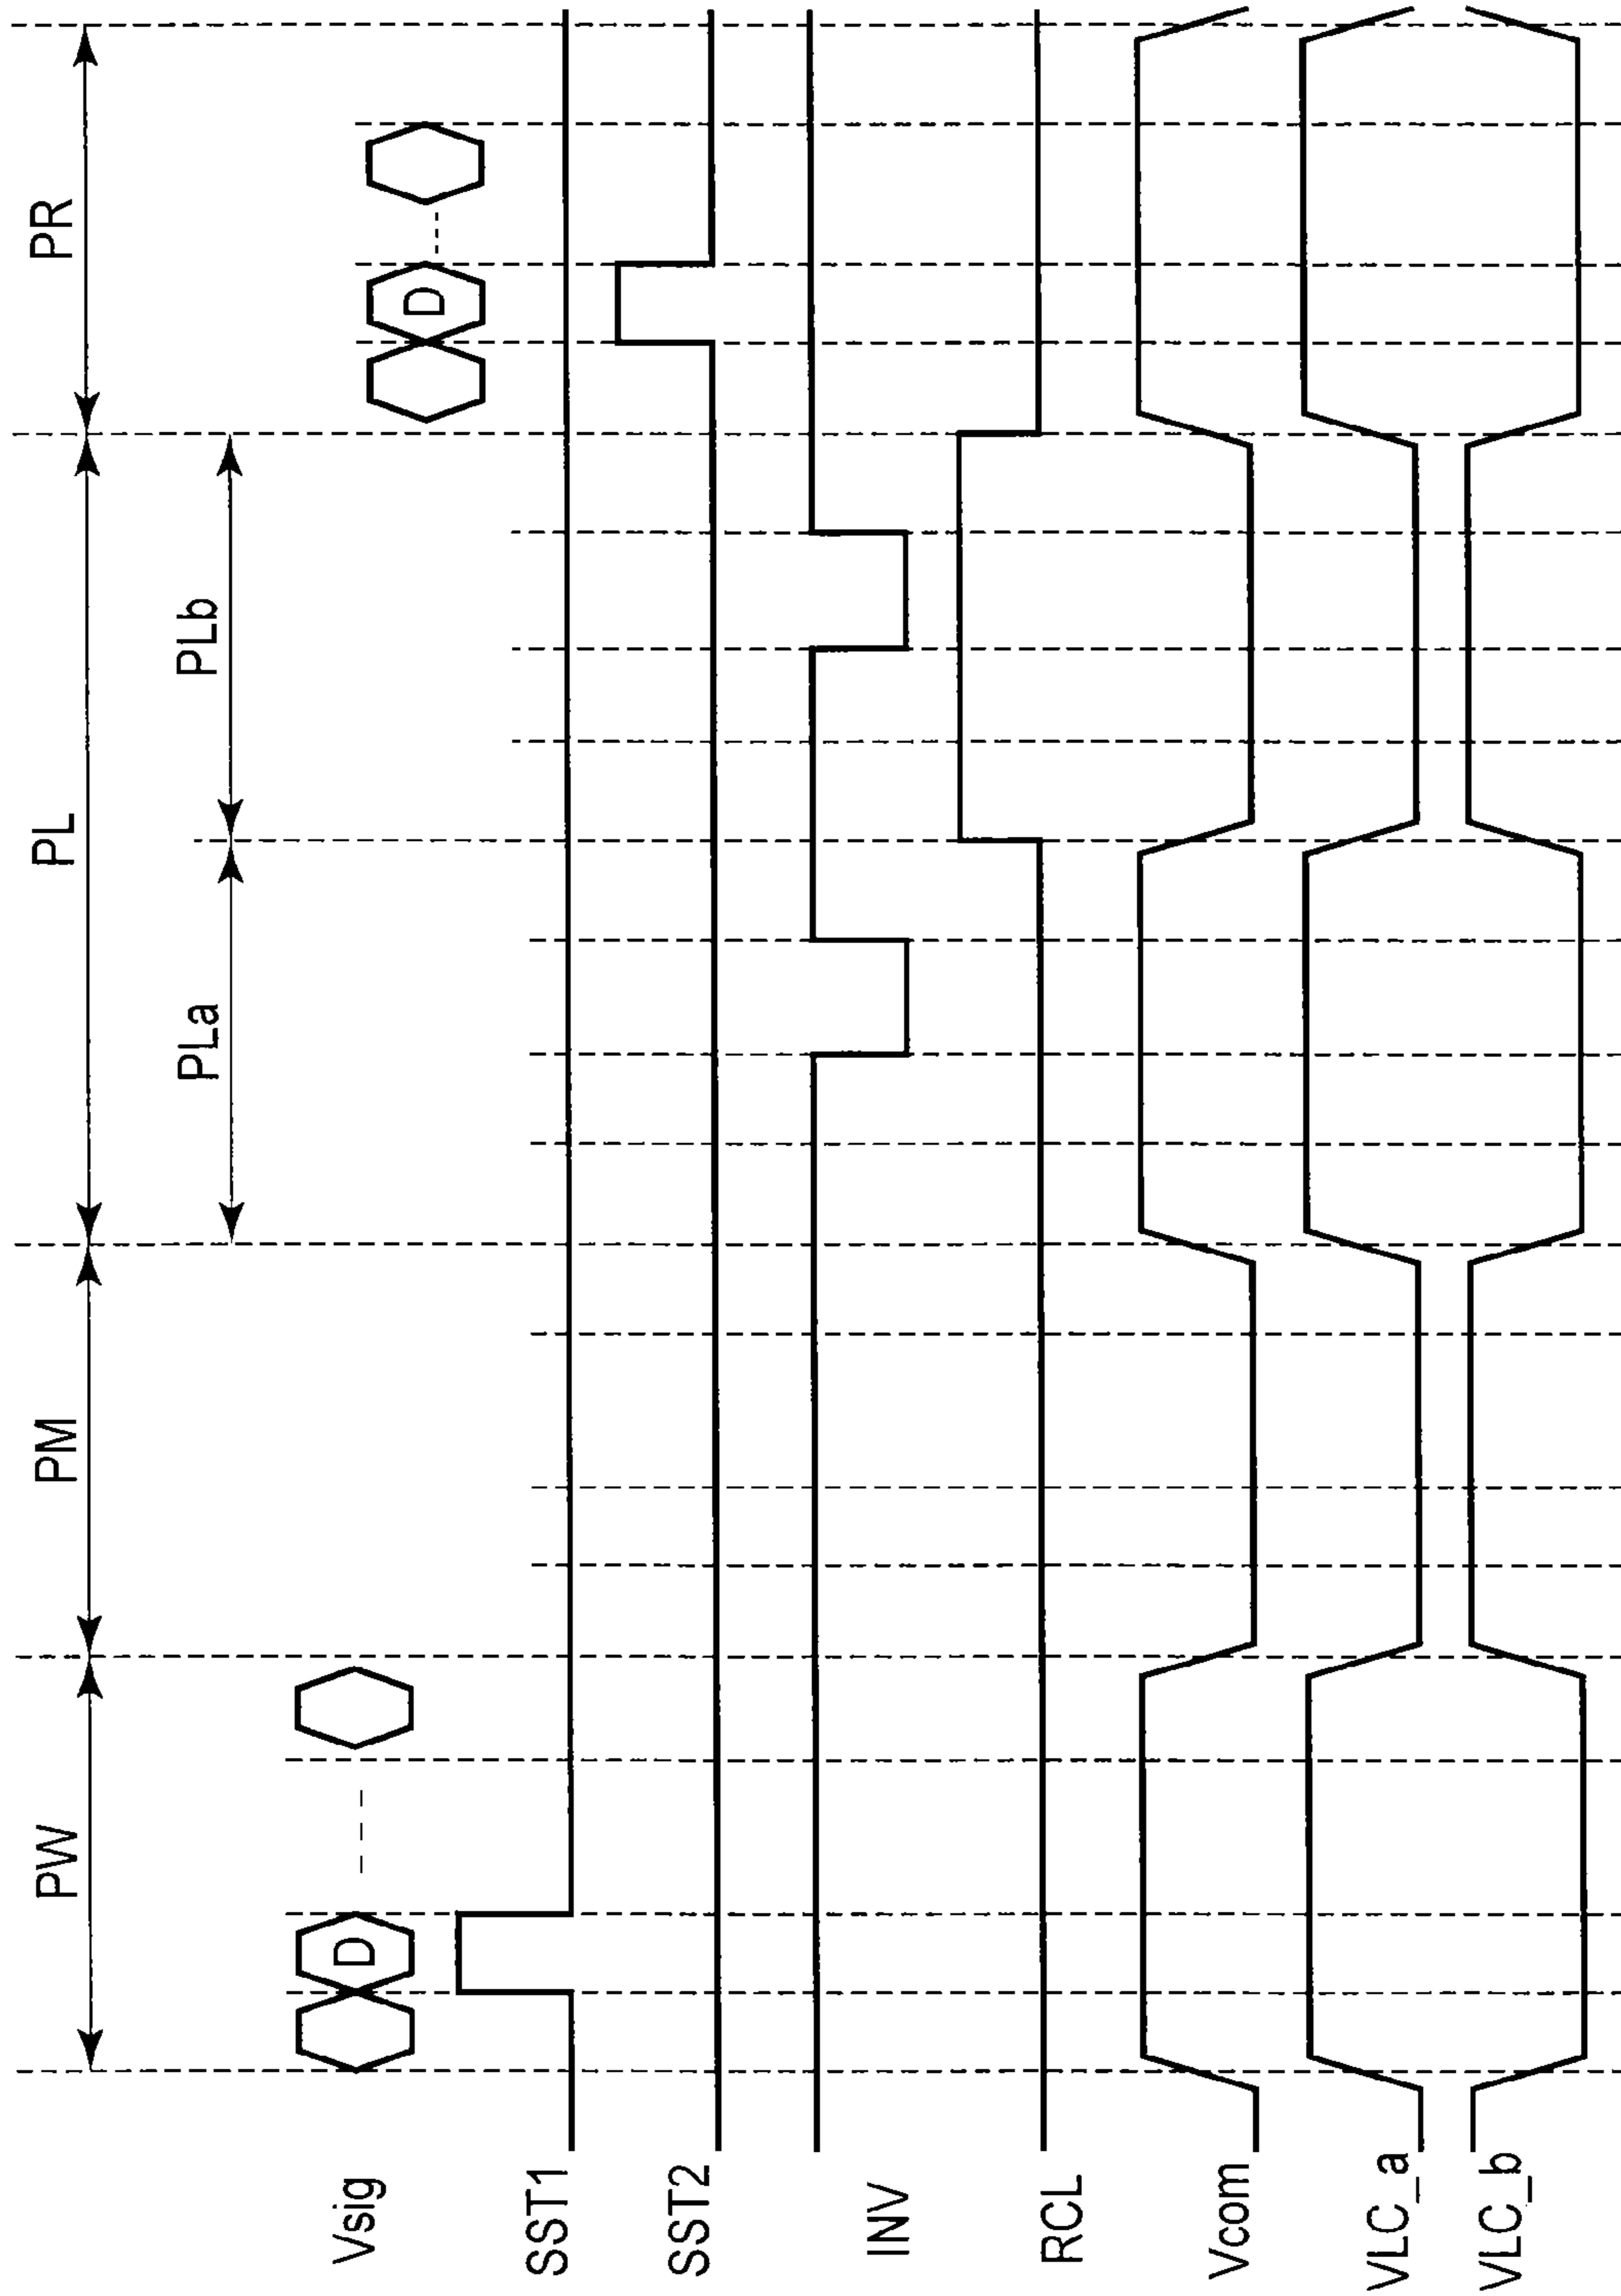 PW PM PL PR
PLa PLb
Vsig D D
SST1
SST2
INV
RCL
Vcom
VLC_a
VLC_b